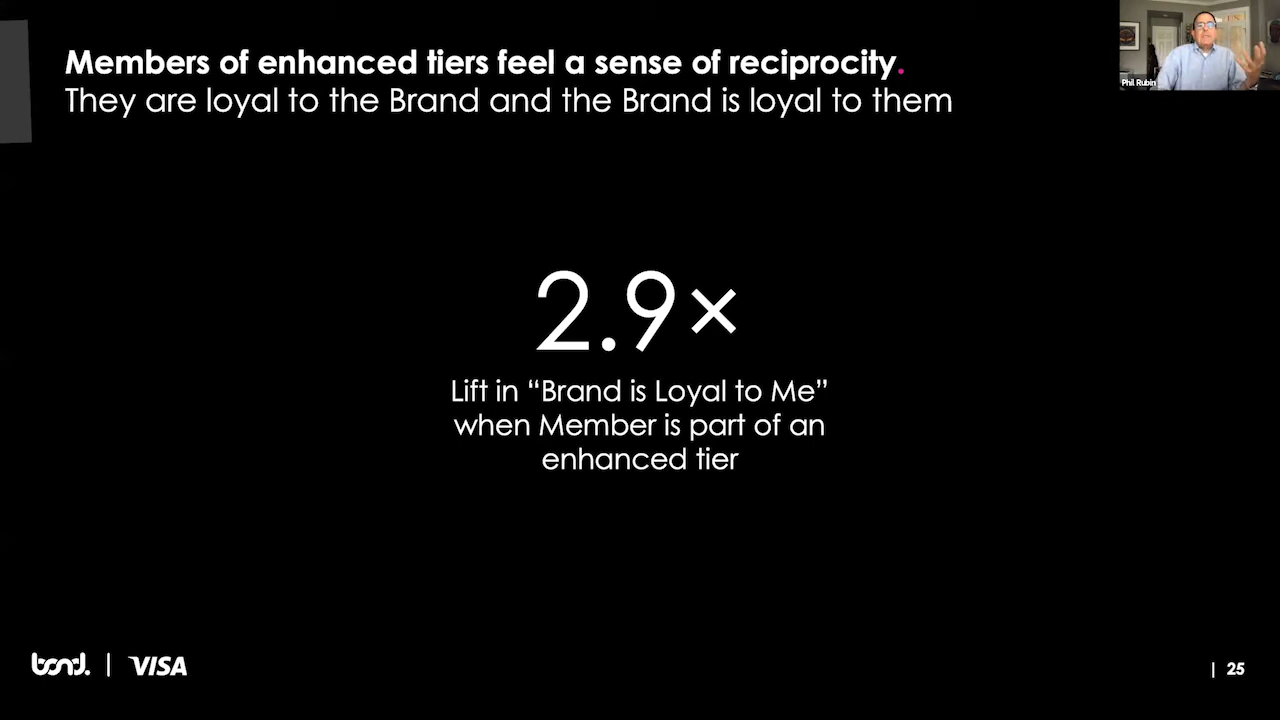 Members of enhanced tiers feel a sense of reciprocity.
They are loyal to the Brand and the Brand is loyal to them
Phil Rubin
2.9×
Lift in “Brand is Loyal to Me”
when Member is part of an
enhanced tier
bond. | VISA
| 25